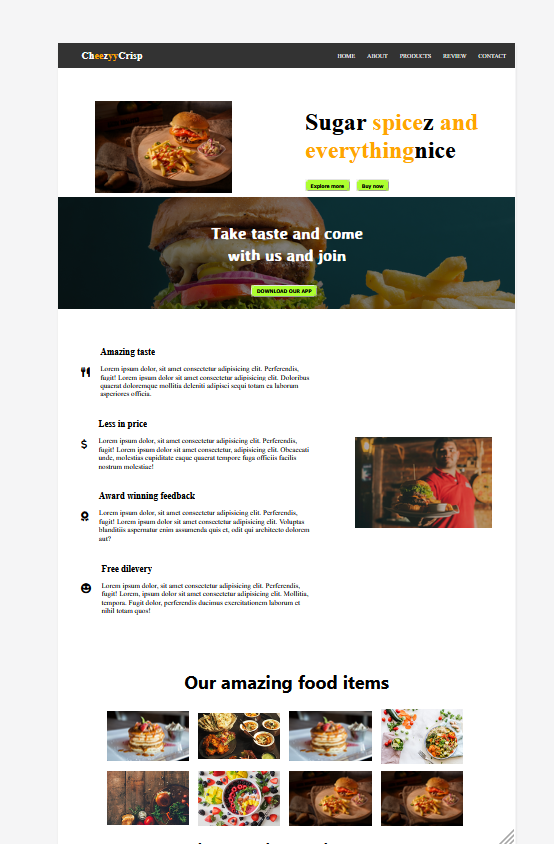 CheezyyCrisp
HOME ABOUT PRODUCTS REVIEW CONTACT
Sugar spicez and
everythingnice
Explore more Buy now
Take taste and come
with us and join
DOWNLOAD OUR APP
Amazing taste
Lorem ipsum dolor, sit amet consectetur adipisicing elit. Perferendis,
fugit! Lorem ipsum dolor sit amet consectetur adipisicing elit. Doloribus
quaerat doloremque mollitia deleniti adipisci sequi totam ea laborum
asperiores officia.
Less in price
Lorem ipsum dolor, sit amet consectetur adipisicing elit. Perferendis,
fugit! Lorem ipsum dolor sit amet consectetur, adipisicing elit. Obcaecati
unde, molestias cupiditate eaque quaerat tempore fuga officiis facilis
nostrum molestiae!
Award winning feedback
Lorem ipsum dolor, sit amet consectetur adipisicing elit. Perferendis,
fugit! Lorem ipsum dolor sit amet consectetur adipisicing elit. Voluptas
blanditiis aspernatur enim assumenda quis et, odit qui architecto dolorem
aut?
Free dilevery
Lorem ipsum dolor, sit amet consectetur adipisicing elit. Perferendis,
fugit! Lorem, ipsum dolor sit amet consectetur adipisicing elit. Mollitia,
tempora. Fugit dolor, perferendis ducimus exercitationem laborum et
nihil totam quos!
Our amazing food items